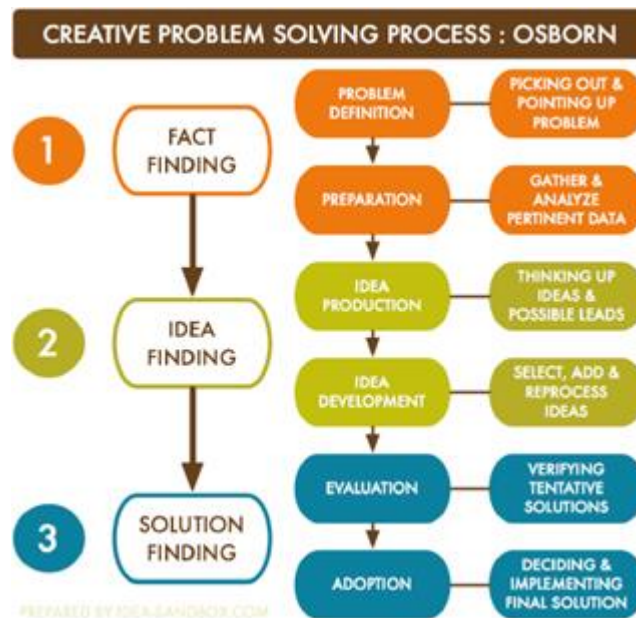 CREATIVE PROBLEM SOLVING PROCESS : OSBORN
1
FACT
FINDING
PROBLEM
DEFINITION
PICKING OUT &
POINTING UP
PROBLEM
PREPARATION
GATHER &
ANALYZE
PERTINENT DATA
2
IDEA
FINDING
IDEA
PRODUCTION
THINKING UP
IDEAS &
POSSIBLE LEADS
IDEA
DEVELOPMENT
SELECT, ADD &
REPROCESS
IDEAS
3
SOLUTION
FINDING
EVALUATION
VERIFYING
TENTATIVE
SOLUTIONS
ADOPTION
DECIDING &
IMPLEMENTING
FINAL SOLUTION
PREPARED BY IDEA-SANDBOX.COM